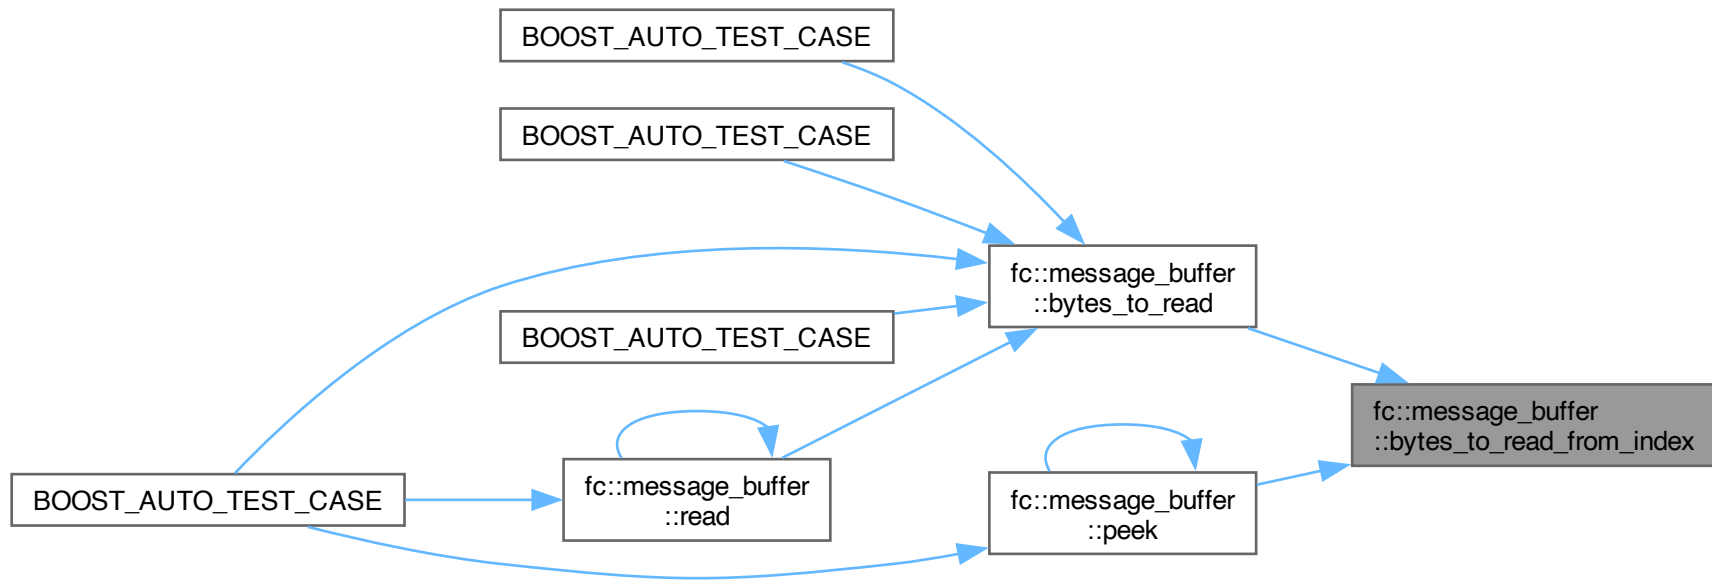 BOOST_AUTO_TEST_CASE
BOOST_AUTO_TEST_CASE
fc::message_buffer
::bytes_to_read
BOOST_AUTO_TEST_CASE
fc::message_buffer
::bytes_to_read_from_index
BOOST_AUTO_TEST_CASE
fc::message_buffer
::read
fc::message_buffer
::peek